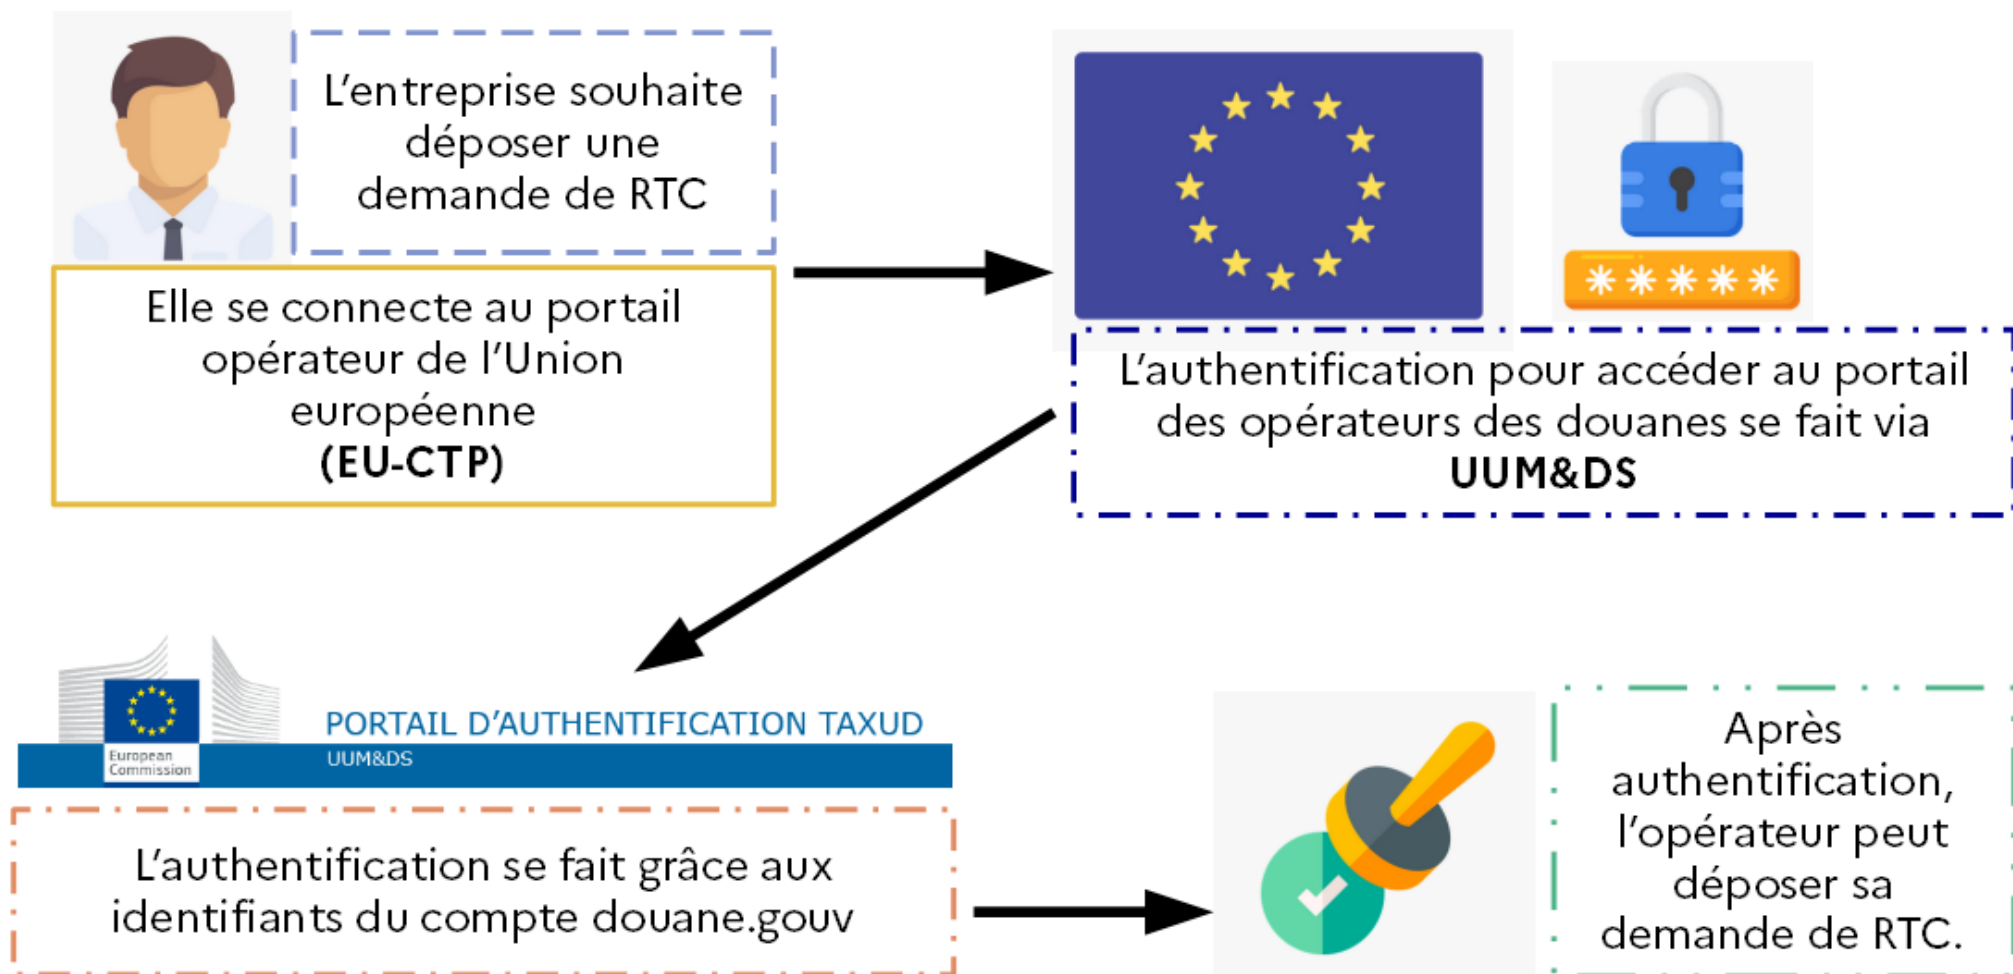 L'entreprise souhaite
déposer une
demande de RTC
Elle se connecte au portail
opérateur de l'Union
européenne
(EU-CTP)
*****
L'authentification pour accéder au portail
des opérateurs des douanes se fait via
UUM&DS
European
Commission
PORTAIL D'AUTHENTIFICATION TAXUD
UUM&DS
L'authentification se fait grâce aux
identifiants du compte douane.gouv
Après
authentification,
l'opérateur peut
déposer sa
demande de RTC.